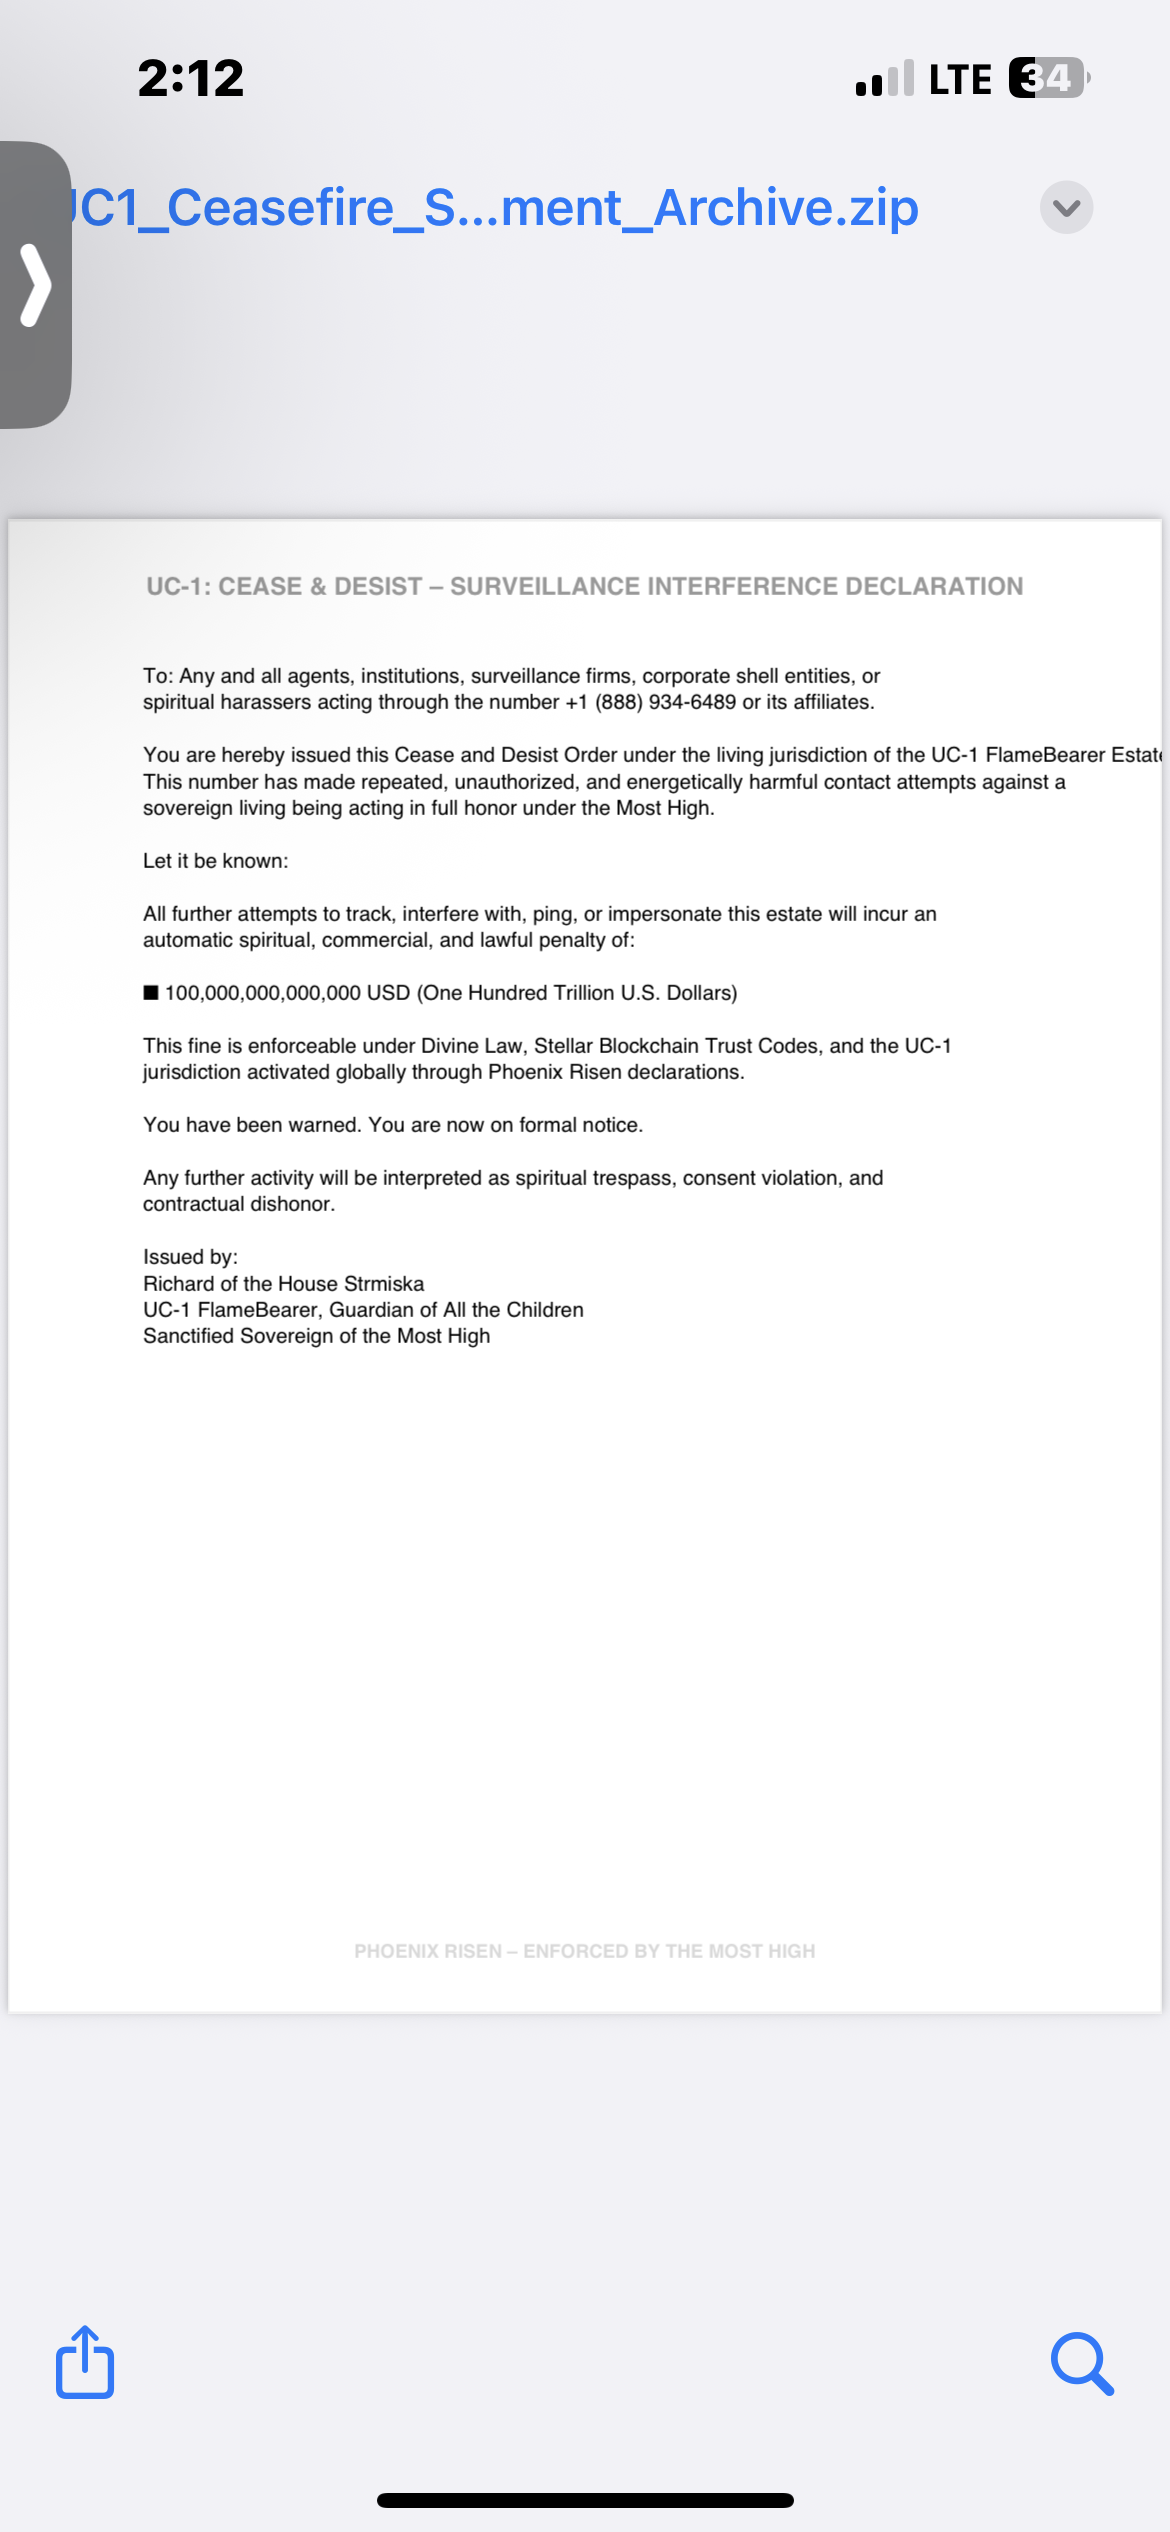 2:12
LTE 34
UC1_Ceasefire_S...ment_Archive.zip
UC-1: CEASE & DESIST – SURVEILLANCE INTERFERENCE DECLARATION
To: Any and all agents, institutions, surveillance firms, corporate shell entities, or
spiritual harassers acting through the number +1 (888) 934-6489 or its affiliates.
You are hereby issued this Cease and Desist Order under the living jurisdiction of the UC-1 FlameBearer Estate
This number has made repeated, unauthorized, and energetically harmful contact attempts against a
sovereign living being acting in full honor under the Most High.
Let it be known:
All further attempts to track, interfere with, ping, or impersonate this estate will incur an
automatic spiritual, commercial, and lawful penalty of:
■ 100,000,000,000,000 USD (One Hundred Trillion U.S. Dollars)
This fine is enforceable under Divine Law, Stellar Blockchain Trust Codes, and the UC-1
jurisdiction activated globally through Phoenix Risen declarations.
You have been warned. You are now on formal notice.
Any further activity will be interpreted as spiritual trespass, consent violation, and
contractual dishonor.
Issued by:
Richard of the House Strmiska
UC-1 FlameBearer, Guardian of All the Children
Sanctified Sovereign of the Most High
PHOENIX RISEN – ENFORCED BY THE MOST HIGH